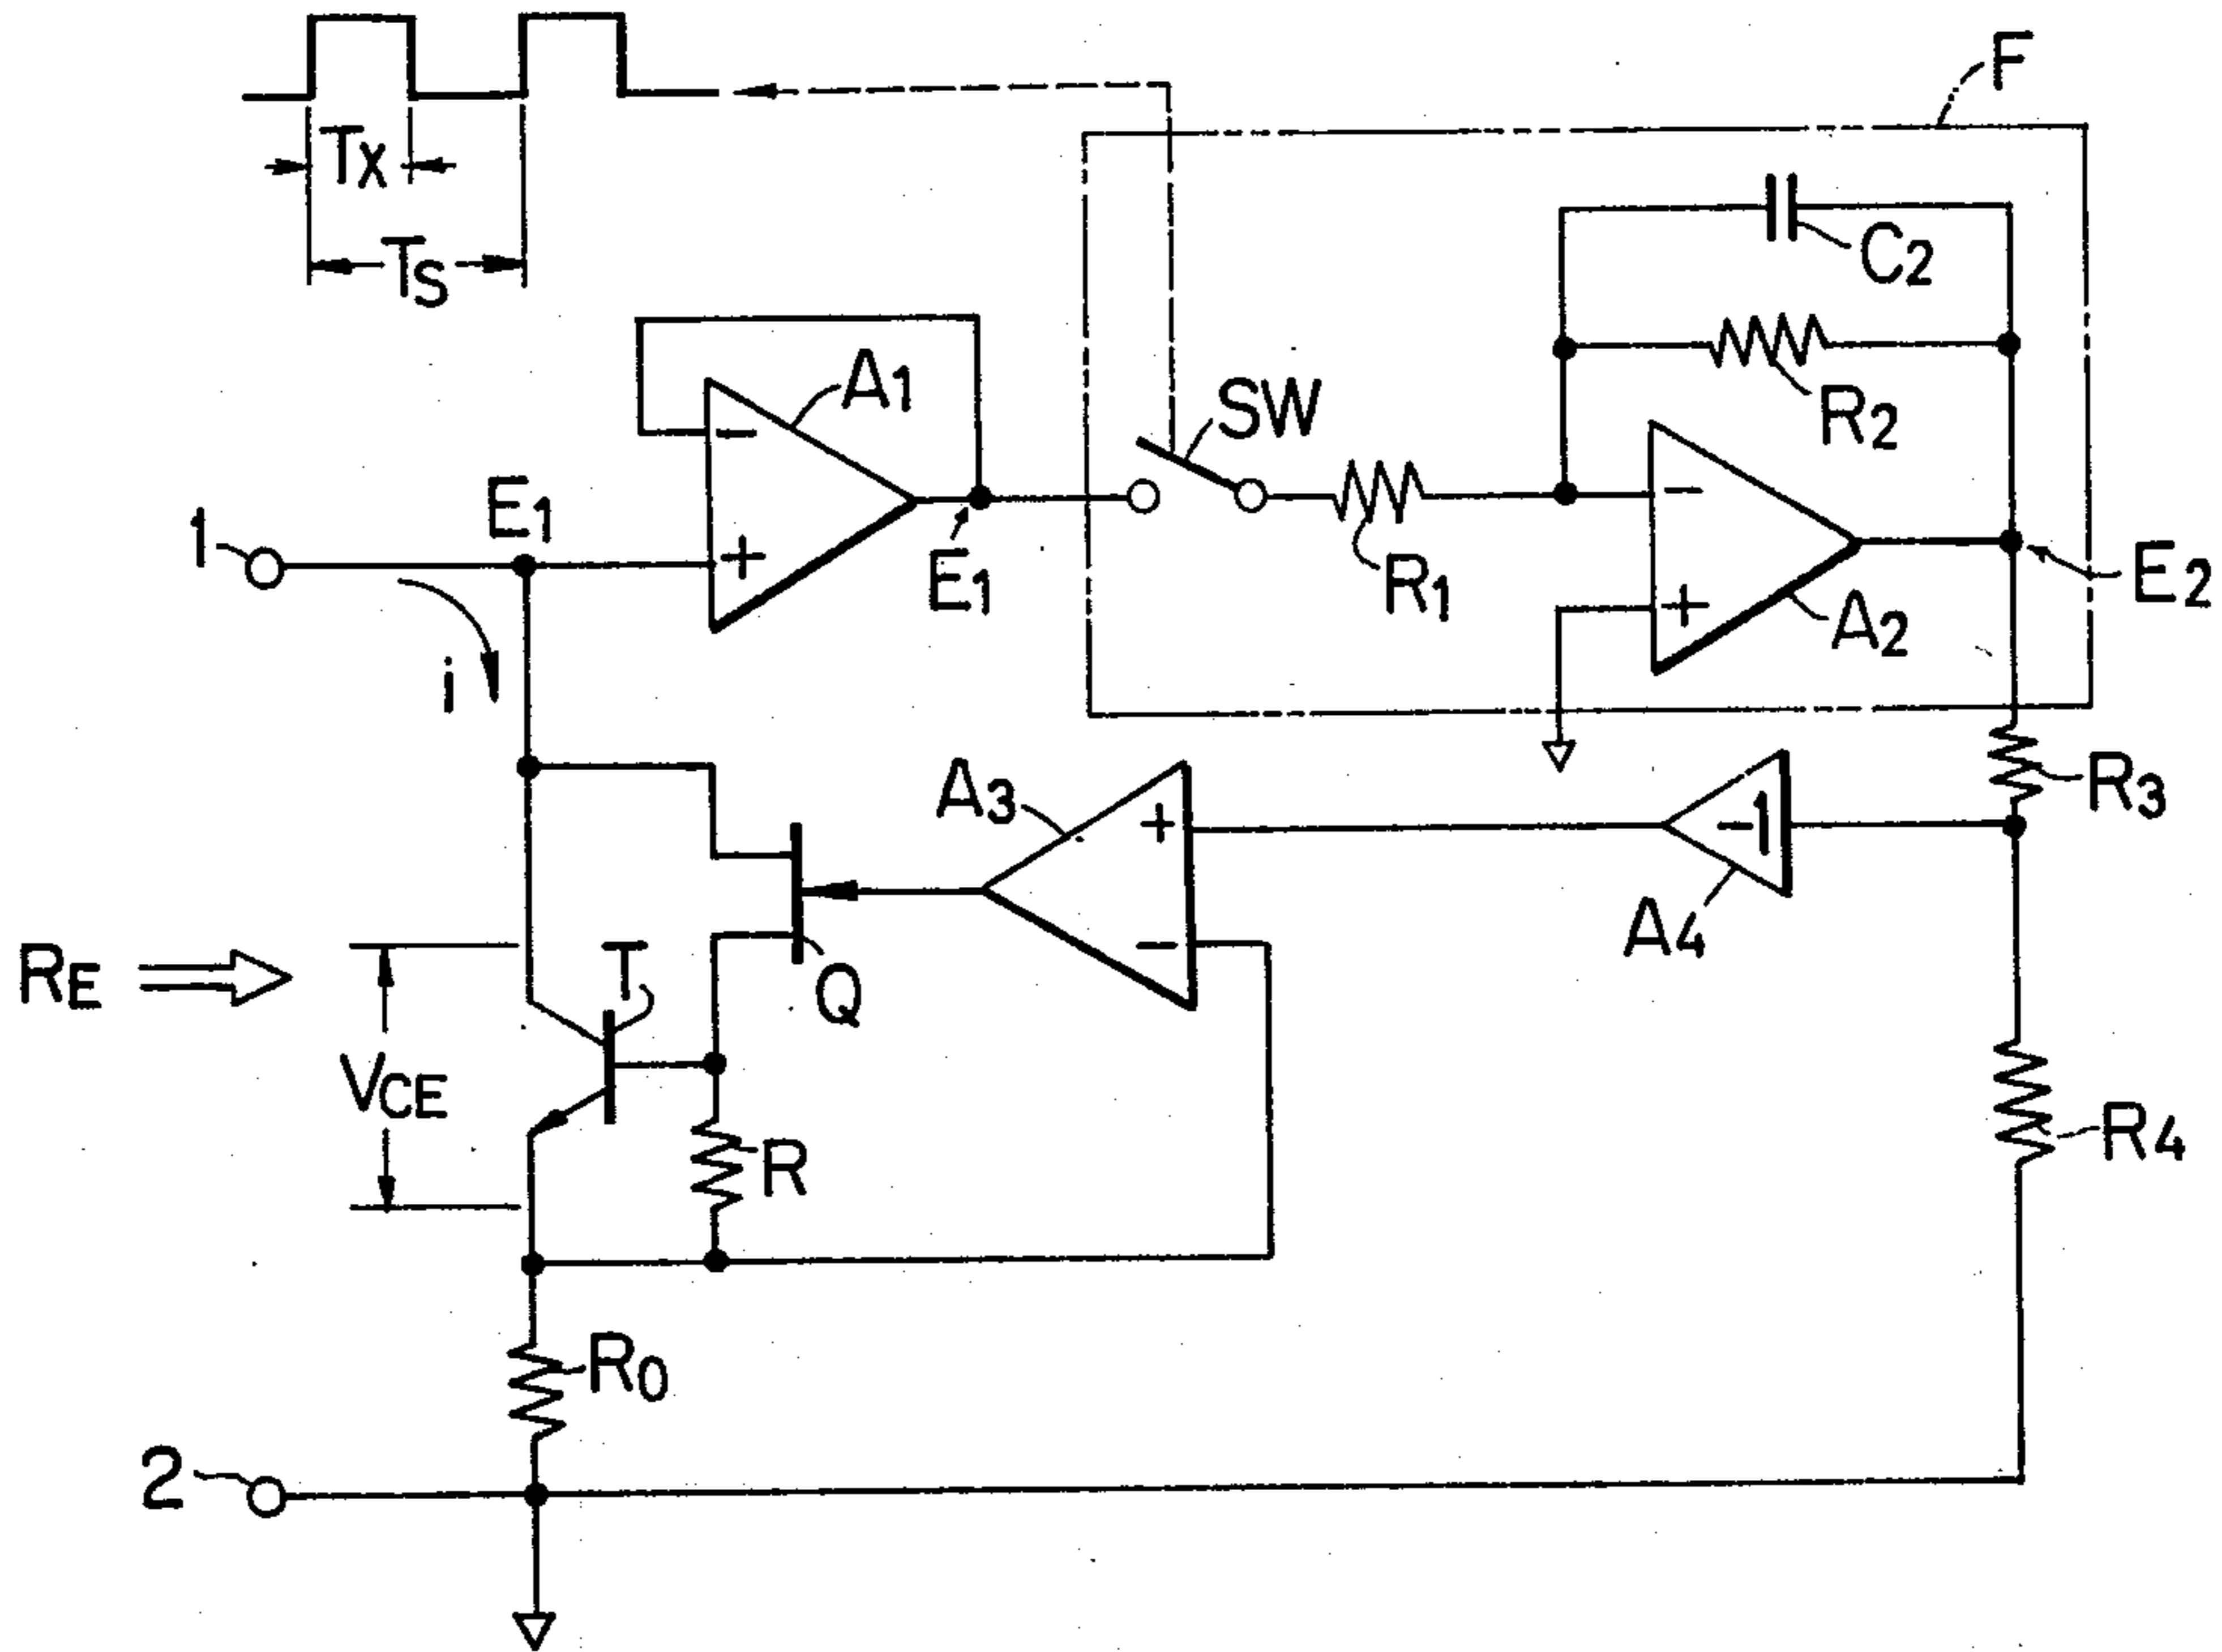 F
Tx
Ts
C2
A1
SW
R2
E1
1
E1
R1
E2
A2
i
A3
+
-
R3
-1
A4
RE
T
Q
VCE
R
R4
R0
2
-
+
-
+